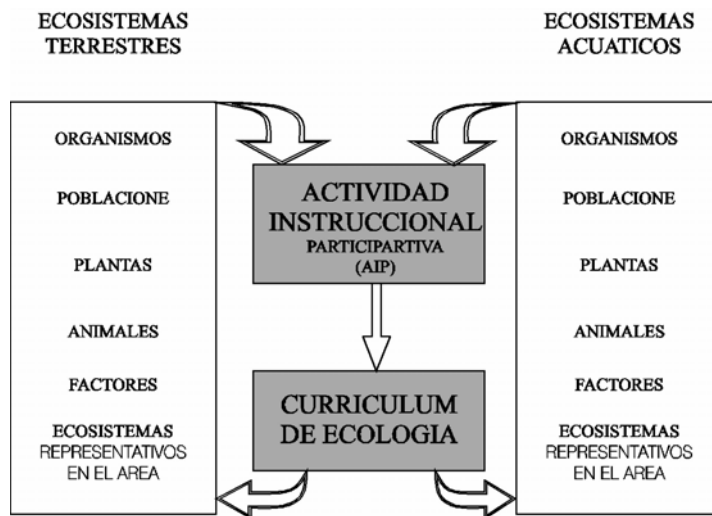 ECOSISTEMAS
TERRESTRES
ECOSISTEMAS
ACUATICOS
ORGANISMOS
POBLACIONE
PLANTAS
ANIMALES
FACTORES
ECOSISTEMAS
REPRESENTATIVOS
EN EL AREA
ACTIVIDAD
INSTRUCCIONAL
PARTICIPARTIVA
(AIP)
CURRICULUM
DE ECOLOGIA
ORGANISMOS
POBLACIONE
PLANTAS
ANIMALES
FACTORES
ECOSISTEMAS
REPRESENTATIVOS
EN EL AREA